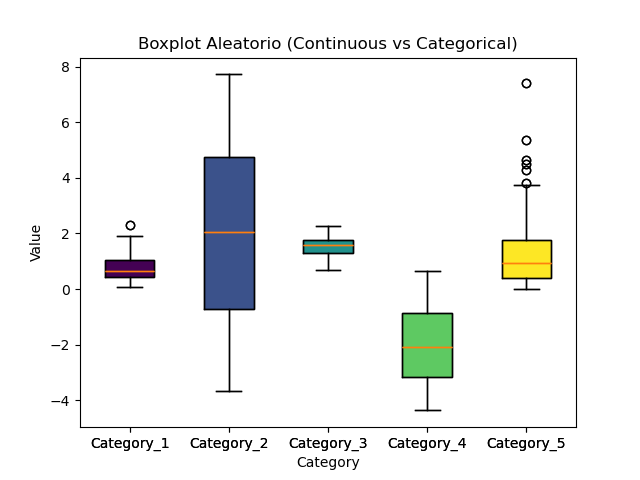 Boxplot Aleatorio (Continuous vs Categorical)
8
6
4
2
0
−2
−4
Value
Category_1 Category_2 Category_3 Category_4 Category_5
Category